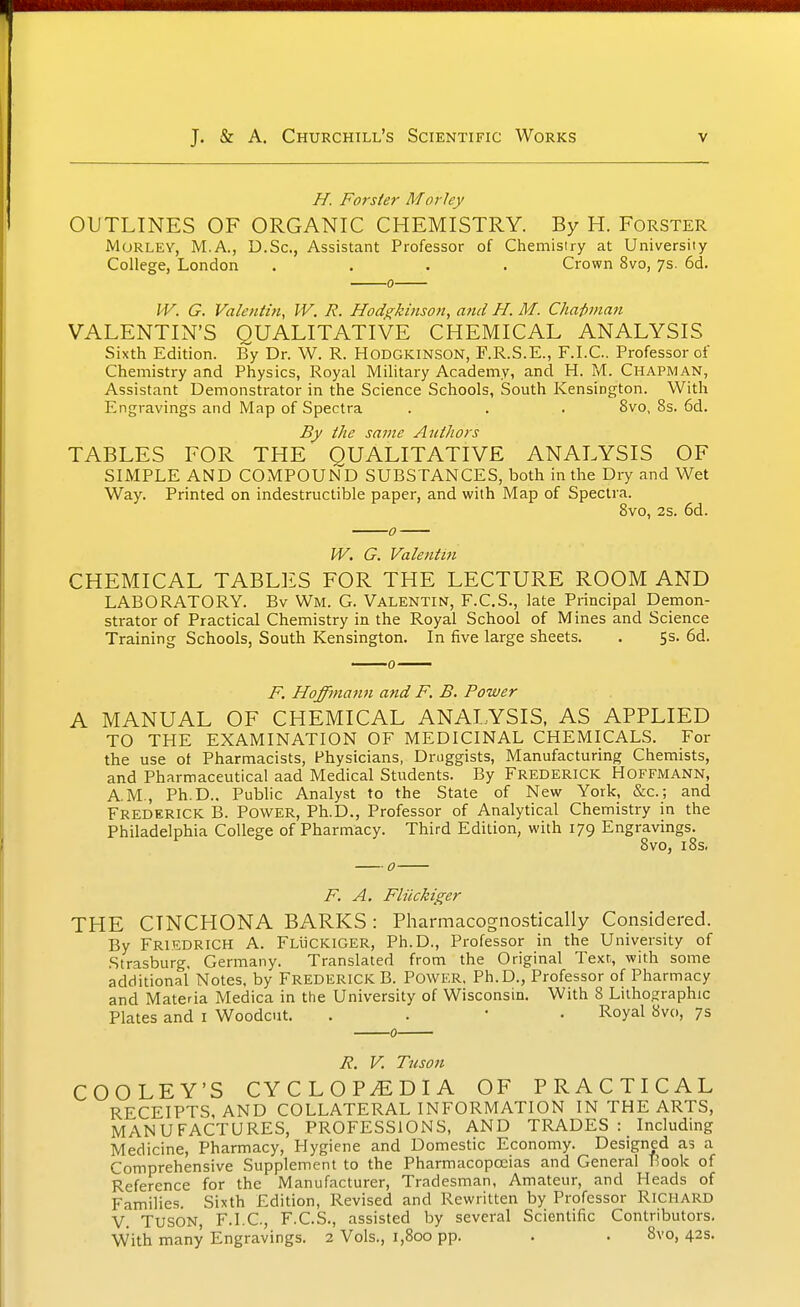 J. & A. Churchill's Scientific Works v
H. Forster Morley
OUTLINES OF ORGANIC CHEMISTRY. By H. Forster
Morley, M.A., D.Sc., Assistant Professor of Chemistry at University
College, London . . . . Crown 8vo, 7s. 6d.
o
W. G. Valentin, W. R. Hodgkinson, and H. M. Chapman
VALENTIN'S QUALITATIVE CHEMICAL ANALYSIS
Sixth Edition. By Dr. W. R. Hodgkinson, F.R.S.E., F.I.C.. Professor of
Chemistry and Physics, Royal Military Academy, and H. M. Chapman,
Assistant Demonstrator in the Science Schools, South Kensington. With
Engravings and Map of Spectra . . . 8vo, 8s. 6d.
By the same Authors
TABLES FOR THE QUALITATIVE ANALYSIS OF
SIMPLE AND COMPOUND SUBSTANCES, both in the Dry and Wet
Way. Printed on indestructible paper, and with Map of Spectra.
8vo, 2s. 6d.
o
W. G. Valentin
CHEMICAL TABLES FOR THE LECTURE ROOM AND
LABORATORY. By Wm. G. Valentin, F.C.S., late Principal Demon-
strator of Practical Chemistry in the Royal School of Mines and Science
Training Schools, South Kensington. In five large sheets. . 5s. 6d.
o
F. Hoffmann and F. B. Power
A MANUAL OF CHEMICAL ANALYSIS, AS APPLIED
TO THE EXAMINATION OF MEDICINAL CHEMICALS. For
the use of Pharmacists, Physicians, Druggists, Manufacturing Chemists,
and Pharmaceutical aad Medical Students. By Frederick Hoffmann,
A.M., Ph.D.. Public Analyst to the State of New York, &c.; and
Frederick B. Power, Ph.D., Professor of Analytical Chemistry in the
Philadelphia College of Pharmacy. Third Edition, with 179 Engravings.
8vo, 18s.
o
F. A. Flückiger
THE CINCHONA BARKS : Pharmacognostically Considered.
By Friedrich A. Flückiger, Ph.D., Professor in the University of
Strasburg, Germany. Translated from the Original Text, with some
additional Notes, by Frederick B. Power, Ph.D., Professor of Pharmacy
and Materia Medica in the University of Wisconsin. With 8 Lithographic
Plates and 1 Woodcut. . . . . Royal 8vo, 7s
o
R. V. Tuson
COOLEY'S CYCLOPÆDIA OF PRACTICAL
RECEIPTS, AND COLLATERAL INFORMATION IN THE ARTS,
MANUFACTURES, PROFESSIONS, AND TRADES : Including
Medicine, Pharmacy, Hygiene and Domestic Economy. Designed as a
Comprehensive Supplement to the Pharmacopœias and General Book of
Reference for the Manufacturer, Tradesman, Amateur, and Heads of
Families. Sixth Edition, Revised and Rewritten by Professor Richard
V. Tuson, F.I.C., F.C.S., assisted by several Scientific Contributors.
With many Engravings. 2 Vols., 1,800 pp. . . 8vo, 42s.